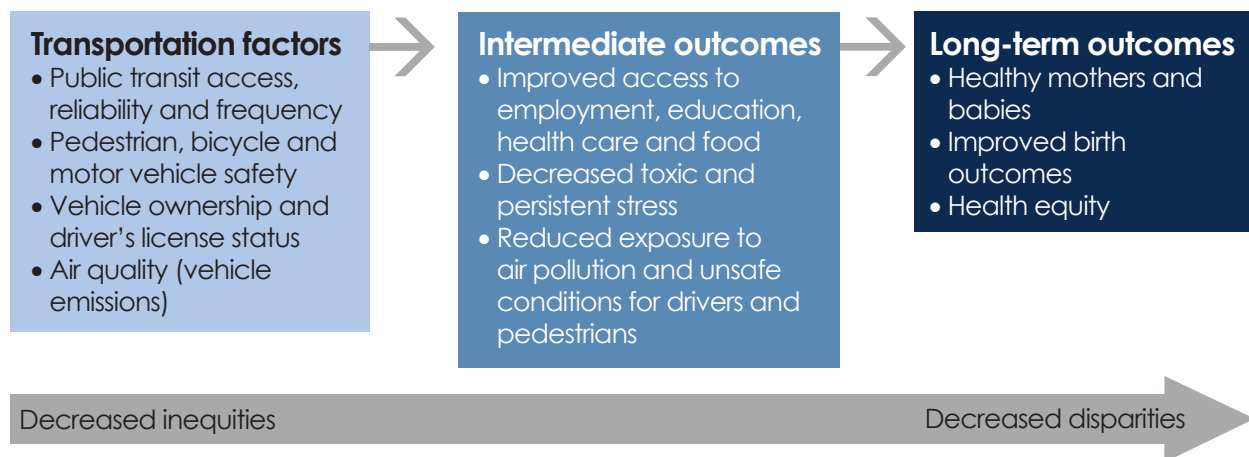 Transportation factors
• Public transit access,
reliability and frequency
• Pedestrian, bicycle and
motor vehicle safety
• Vehicle ownership and
driver's license status
• Air quality (vehicle
emissions)
Intermediate outcomes
• Improved access to
employment, education,
health care and food
• Decreased toxic and
persistent stress
• Reduced exposure to
air pollution and unsafe
conditions for drivers and
pedestrians
Long-term outcomes
• Healthy mothers and
babies
• Improved birth
outcomes
• Health equity
Decreased inequities
Decreased disparities